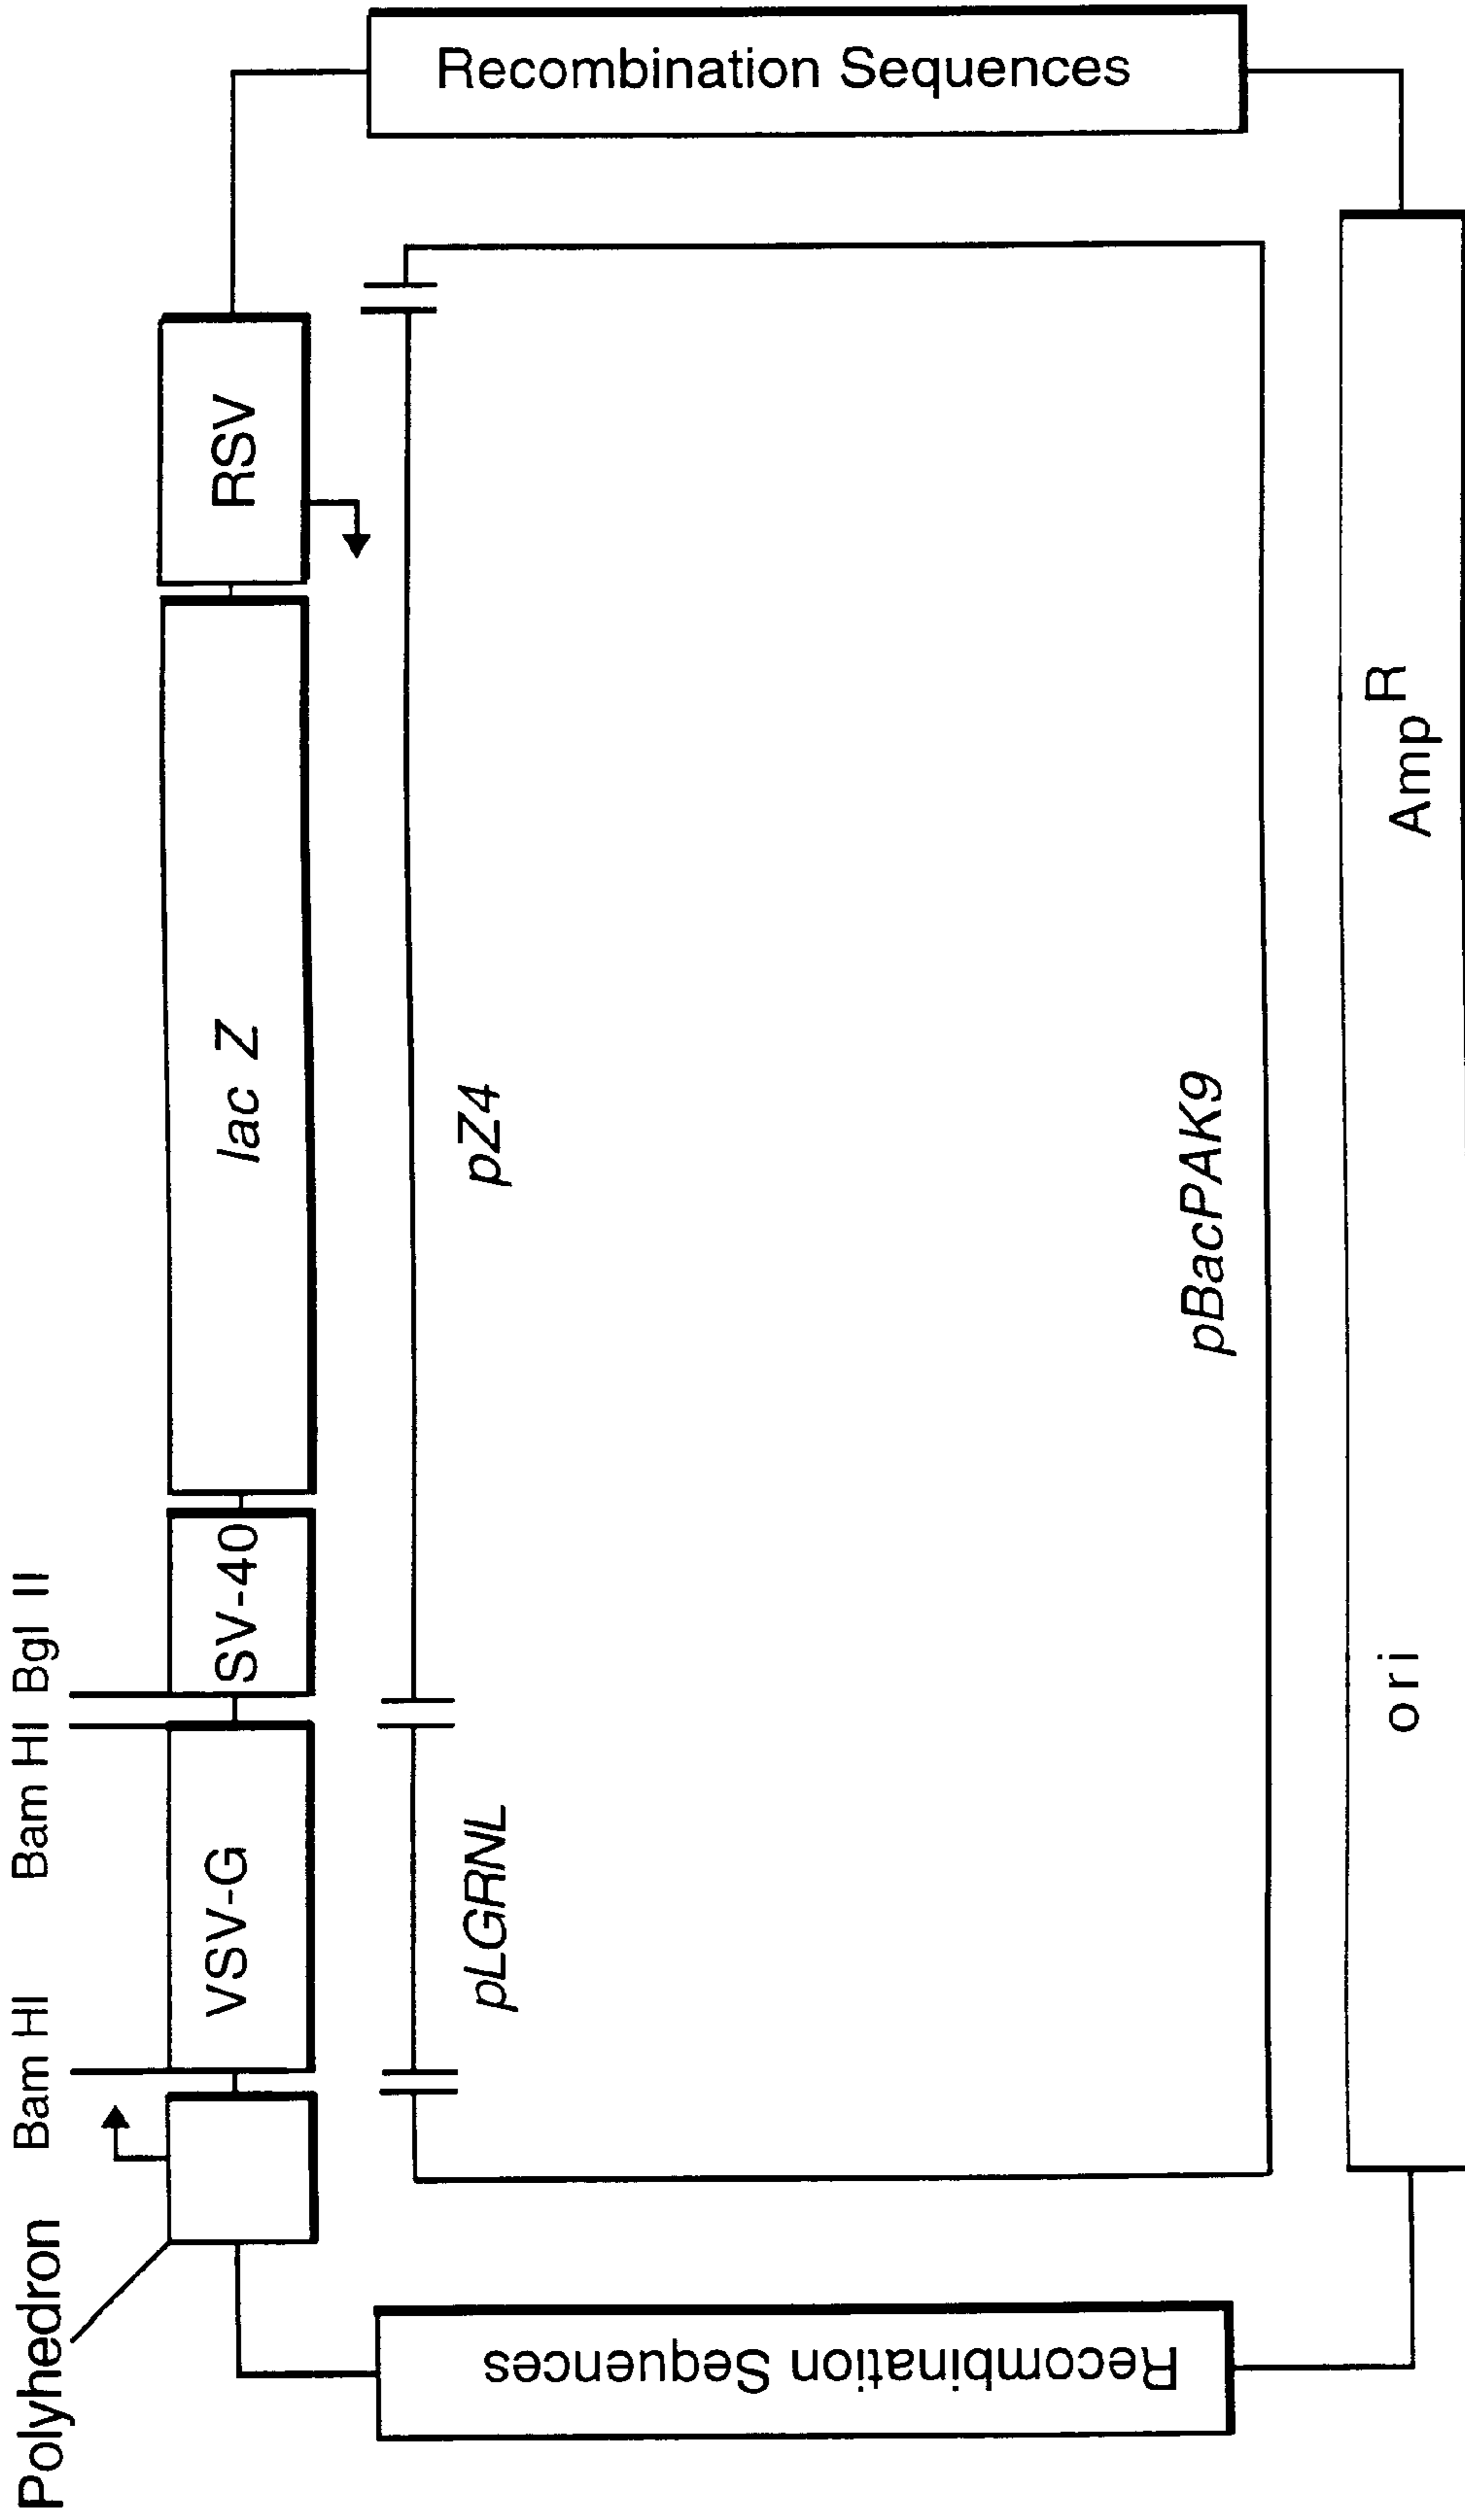 Polyhedron
Bam HI
Bam HI
Bgl II
VSV-G
SV-40
lac Z
RSV
pLGRNL
pZ4
Recombination Sequences
Recombination Sequences
pBacPAK9
ori
Amp^R